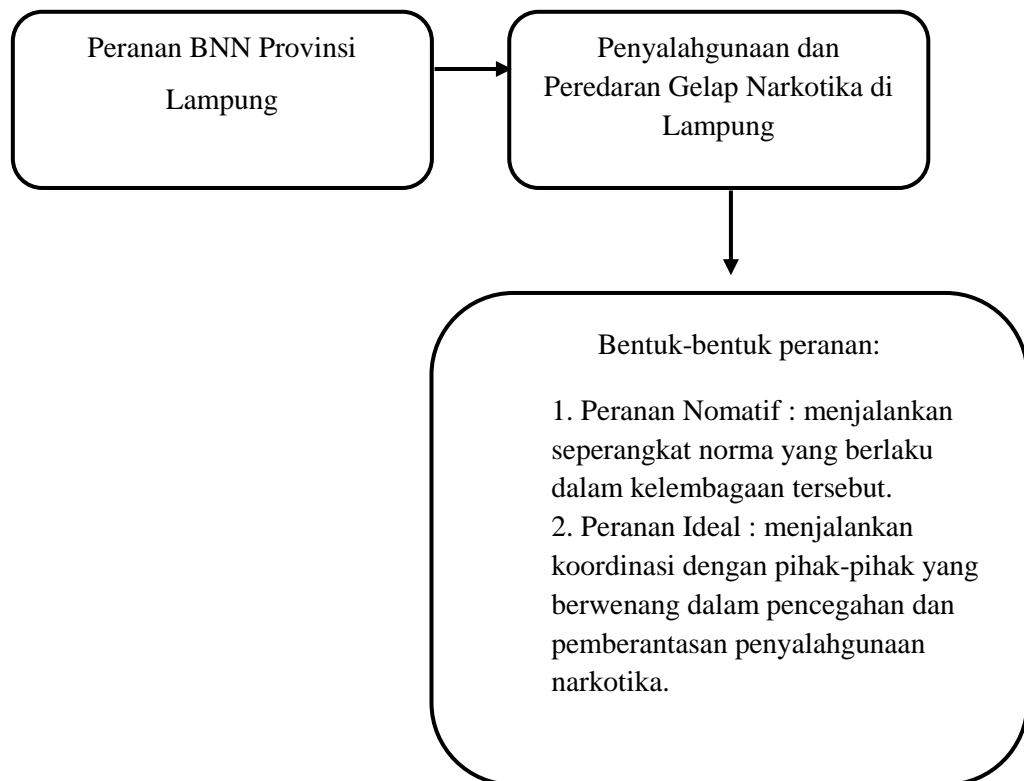 Peranan BNN Provinsi
Lampung
Penyalahgunaan dan
Peredaran Gelap Narkotika di
Lampung
Bentuk-bentuk peranan:
1. Peranan Nomatif : menjalankan
seperangkat norma yang berlaku
dalam kelembagaan tersebut.
2. Peranan Ideal : menjalankan
koordinasi dengan pihak-pihak yang
berwenang dalam pencegahan dan
pemberantasan penyalahgunaan
narkotika.